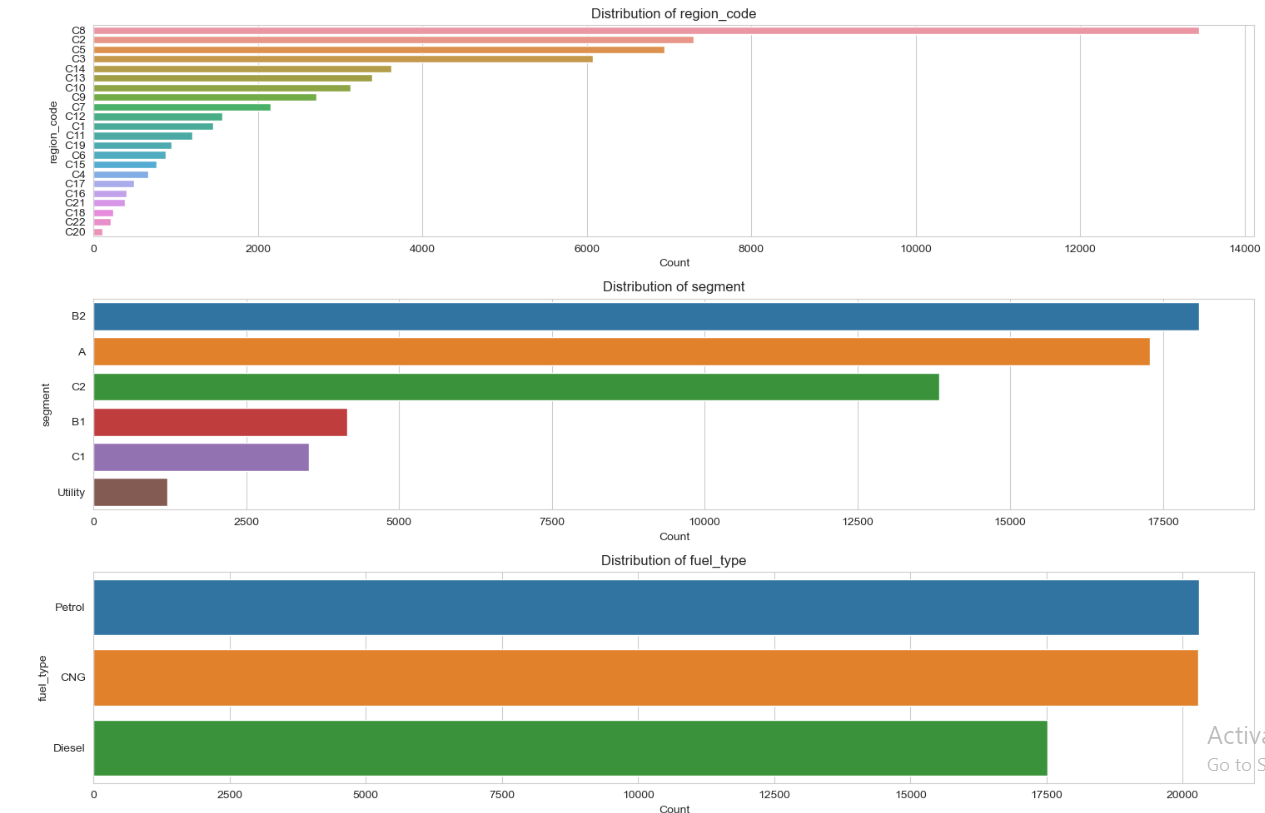 Distribution of region_code
region_code
C8
C2
C5
C3
C14
C13
C10
C9
C7
C12
C1
C11
C19
C6
C15
C4
C17
C16
C21
C18
C22
C20
0 2000 4000 6000 8000 10000 12000 14000
Count
Distribution of segment
segment
B2
A
C2
B1
C1
Utility
0 2500 5000 7500 10000 12500 15000 17500
Count
Distribution of fuel_type
fuel_type
Petrol
CNG
Diesel
0 2500 5000 7500 10000 12500 15000 17500 20000
Count
Activa
Go to S